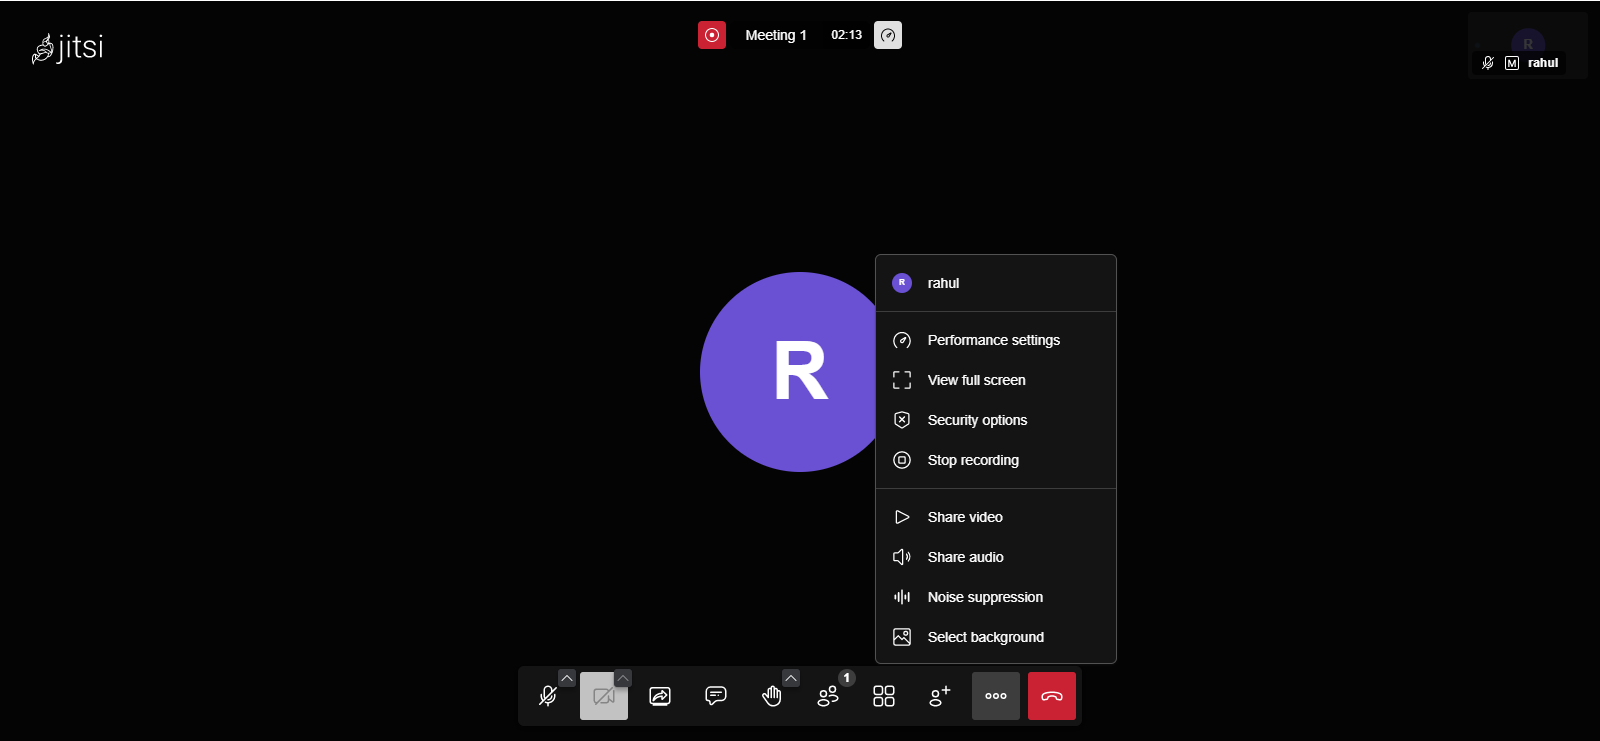 jitsi
Meeting 1 02:13
R
M rahul
R
R rahul
Performance settings
View full screen
Security options
Stop recording
Share video
Share audio
Noise suppression
Select background
1